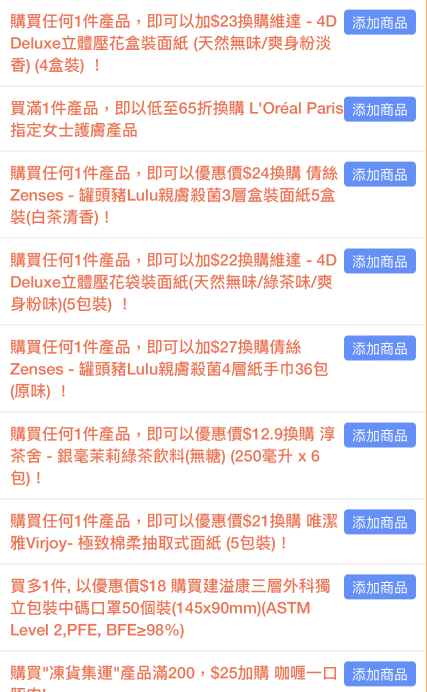 購買任何1件產品，即可以加$23換購維達 - 4D
添加商品
Deluxe立體壓花盒裝面紙 (天然無味/爽身粉淡
香) (4盒裝) ！
買滿1件產品，即以低至65折換購 L'Oréal Paris
添加商品
指定女士護膚產品
購買任何1件產品，即可以優惠價$24換購 倩絲
添加商品
Zenses - 罐頭豬Lulu親膚殺菌3層盒裝面紙5盒
裝(白茶清香)！
購買任何1件產品，即可以加$22換購維達 - 4D
添加商品
Deluxe立體壓花袋裝面紙(天然無味/綠茶味/爽
身粉味)(5包裝) ！
購買任何1件產品，即可以加$27換購倩絲
添加商品
Zenses - 罐頭豬Lulu親膚殺菌4層紙手巾36包
(原味) ！
購買任何1件產品，即可以優惠價$12.9換購 淳
添加商品
茶舍 - 銀毫茉莉綠茶飲料(無糖) (250毫升 x 6
包)！
購買任何1件產品，即可以優惠價$21換購 唯潔
添加商品
雅Virjoy- 極致棉柔抽取式面紙 (5包裝)！
買多1件, 以優惠價$18 購買建溢康三層外科獨
添加商品
立包裝中碼口罩50個裝(145x90mm)(ASTM
Level 2,PFE, BFE≥98%)
購買"凍貨集運"產品滿200，$25加購 咖喱一口
添加商品